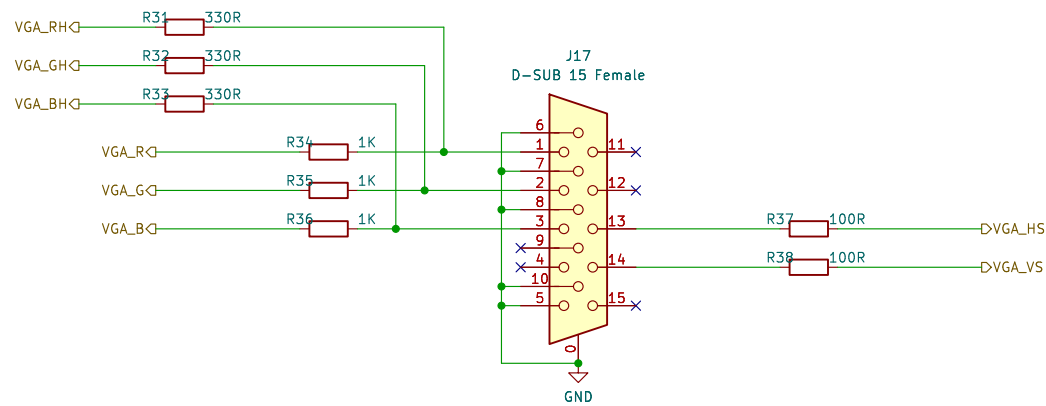 VGA_RH R31 330R
VGA_GH R32 330R
VGA_BH R33 330R
J17
D-SUB 15 Female
6
VGA_R R34 1K 1 11
7
VGA_G R35 1K 2 12
8
VGA_B R36 1K 3 13 R37 100R VGA_HS
9
4 14 R38 100R VGA_VS
10
5 15
0
GND